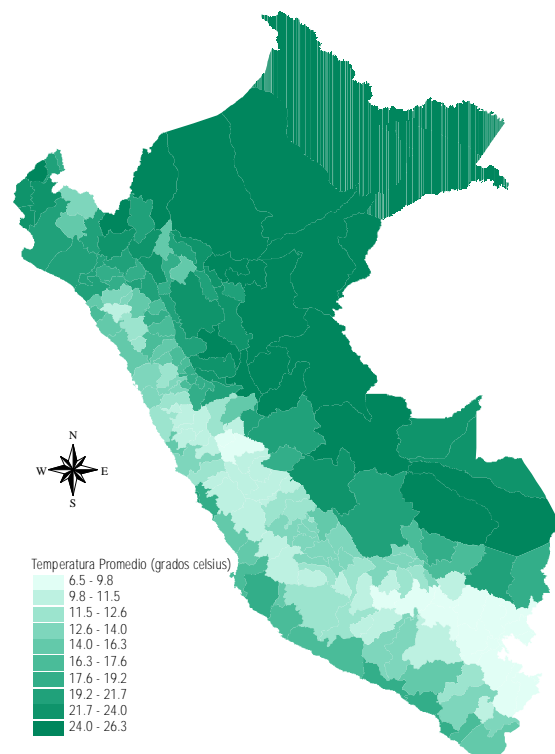 N
W E
S
Temperatura Promedio (grados celsius)
6.5 - 9.8
9.8 - 11.5
11.5 - 12.6
12.6 - 14.0
14.0 - 16.3
16.3 - 17.6
17.6 - 19.2
19.2 - 21.7
21.7 - 24.0
24.0 - 26.3